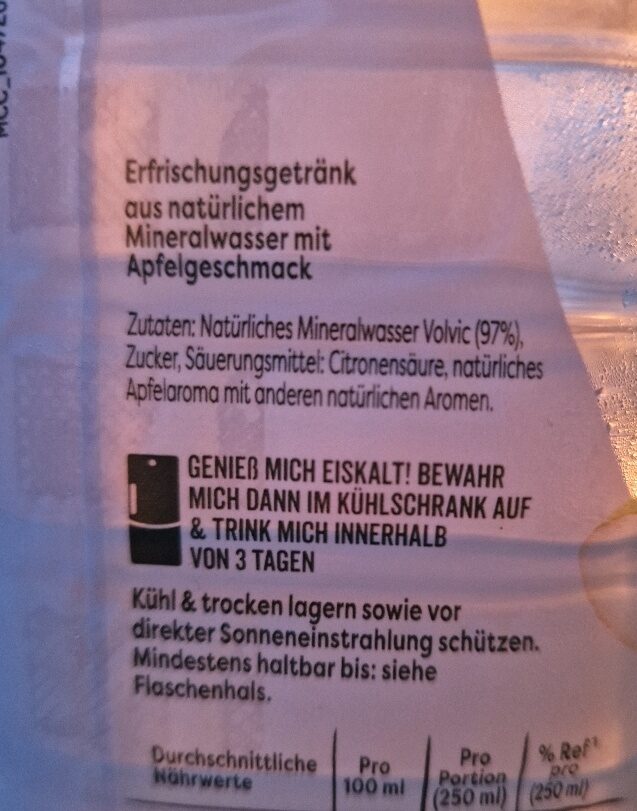 Erfrischungsgetränk
aus natürlichem
Mineralwasser mit
Apfelgeschmack
Zutaten: Natürliches Mineralwasser Volvic (97%),
Zucker, Säuerungsmittel: Citronensäure, natürliches
Apfelaroma mit anderen natürlichen Aromen.
GENIEß MICH EISKALT! BEWAHR
MICH DANN IM KÜHLSCHRANK AUF
& TRINK MICH INNERHALB
VON 3 TAGEN
Kühl & trocken lagern sowie vor
direkter Sonneneinstrahlung schützen.
Mindestens haltbar bis: siehe
Flaschenhals.
Durchschnittliche
Nährwerte
Pro
100 ml
Pro
Portion
(250 ml)
% Ref¹
pro
(250 ml)